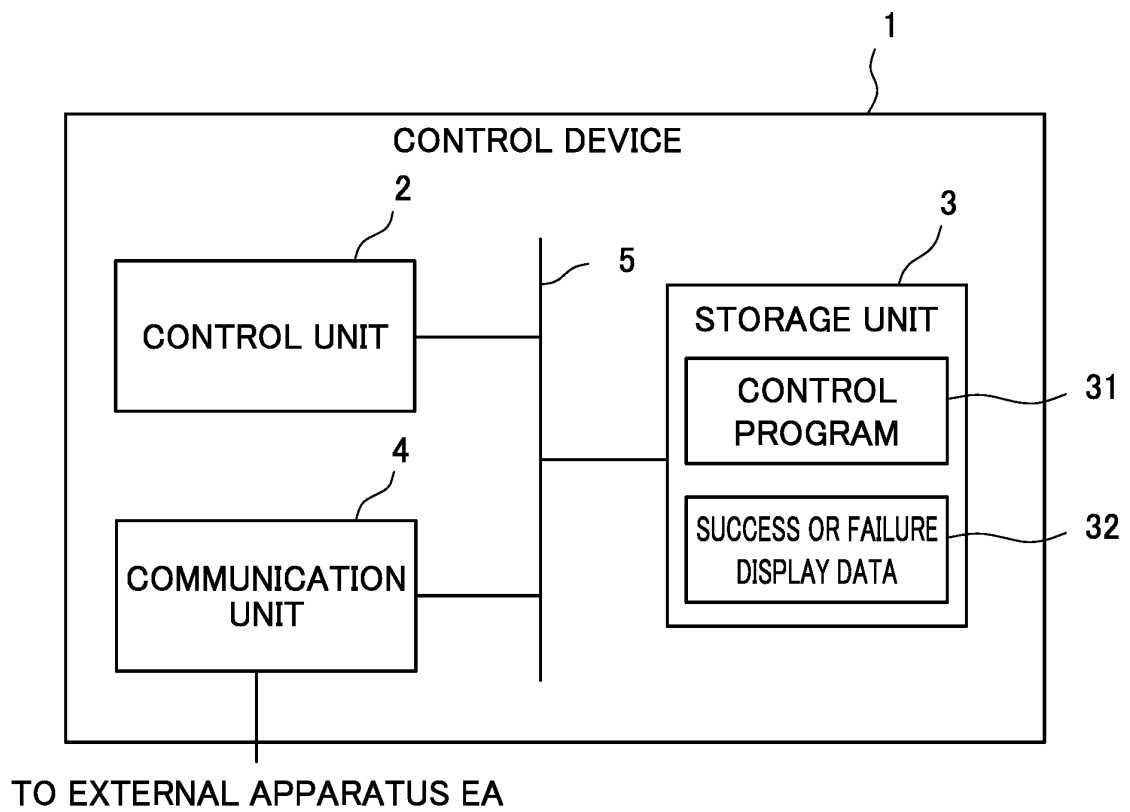 1
CONTROL DEVICE
2
CONTROL UNIT
5
3
STORAGE UNIT
CONTROL
PROGRAM
31
4
COMMUNICATION
UNIT
SUCCESS OR FAILURE
DISPLAY DATA
32
TO EXTERNAL APPARATUS EA